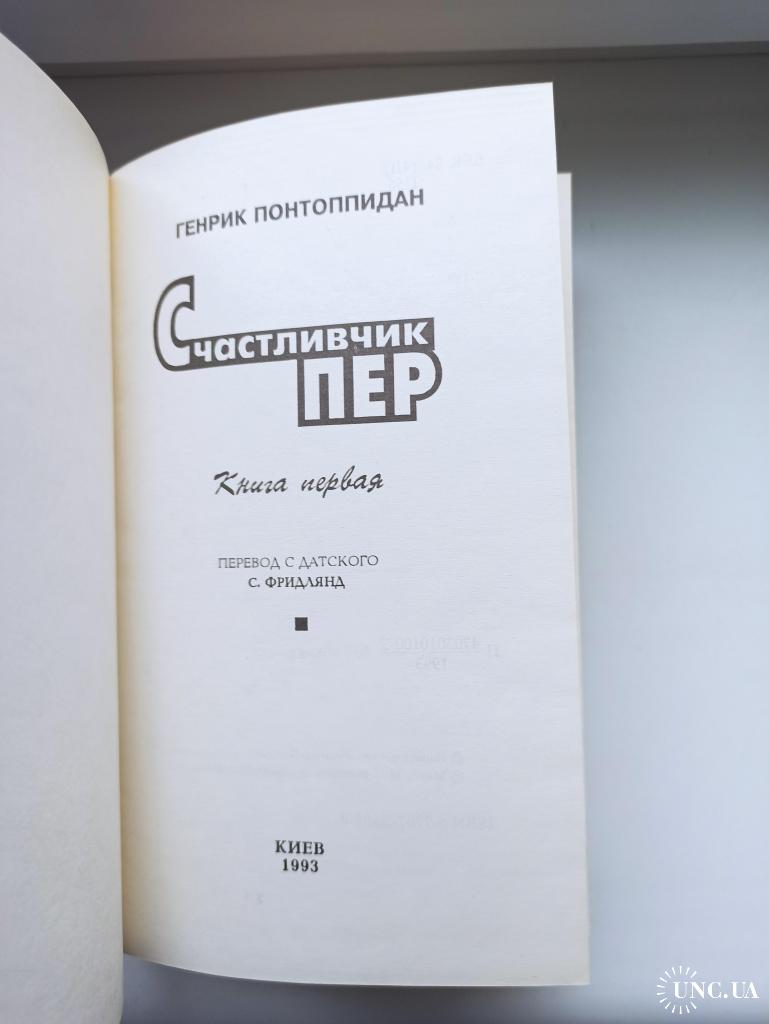 ГЕНРИК ПОНТОППИДАН
Счастливчик
ПЕР
Книга первая
ПЕРЕВОД С ДАТСКОГО
С. ФРИДЛЯНД
КИЕВ
1993
UNC.UA